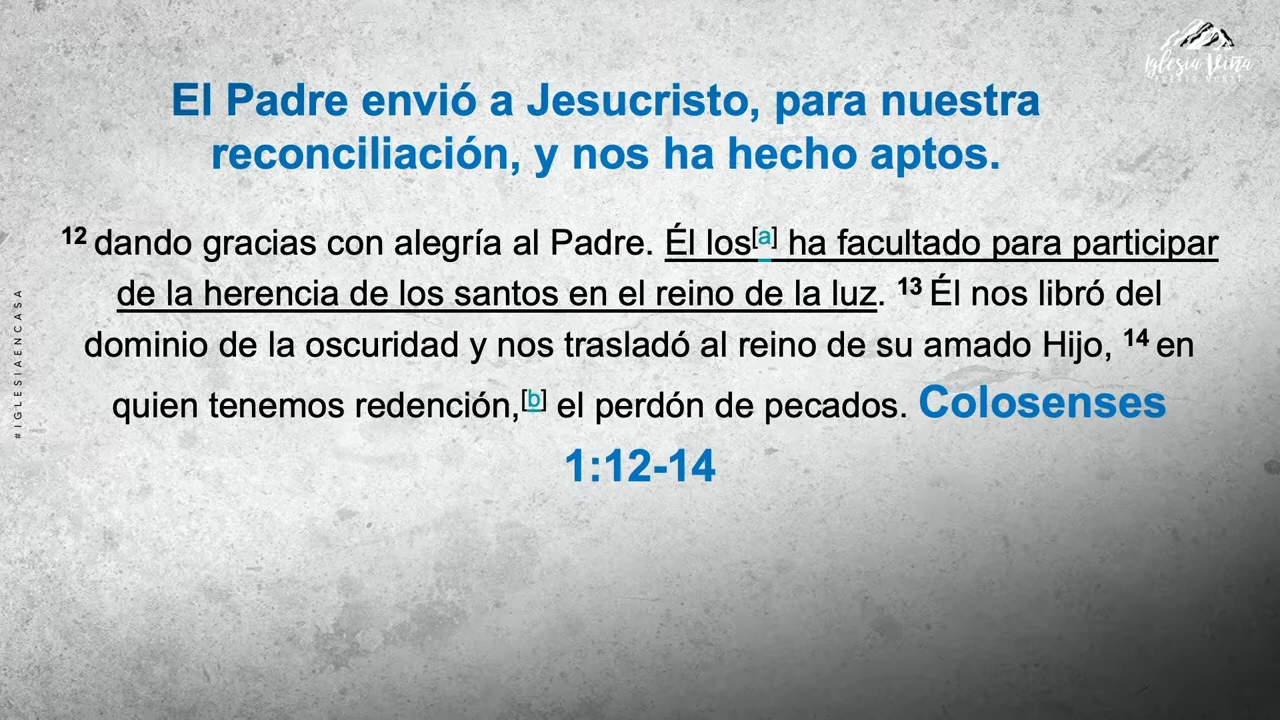 Iglesia Viña
El Padre envió a Jesucristo, para nuestra
reconciliación, y nos ha hecho aptos.
12 dando gracias con alegría al Padre. Él los[a] ha facultado para participar
de la herencia de los santos en el reino de la luz. 13 Él nos libró del
dominio de la oscuridad y nos trasladó al reino de su amado Hijo, 14 en
quien tenemos redención,[b] el perdón de pecados. Colosenses
1:12-14
#IGLESIAENCASA